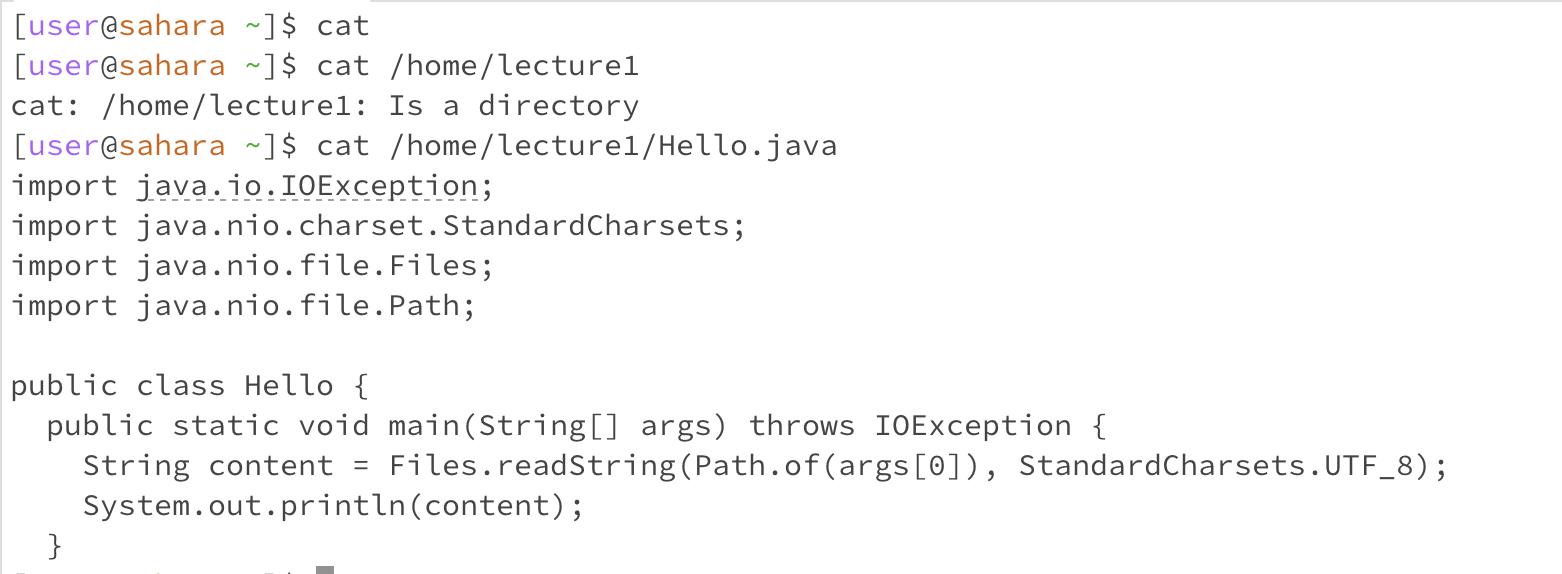 [user@sahara ~]$ cat
[user@sahara ~]$ cat /home/lecture1
cat: /home/lecture1: Is a directory
[user@sahara ~]$ cat /home/lecture1/Hello.java
import java.io.IOException;
import java.nio.charset.StandardCharsets;
import java.nio.file.Files;
import java.nio.file.Path;

public class Hello {
  public static void main(String[] args) throws IOException {
    String content = Files.readString(Path.of(args[0]), StandardCharsets.UTF_8);
    System.out.println(content);
  }